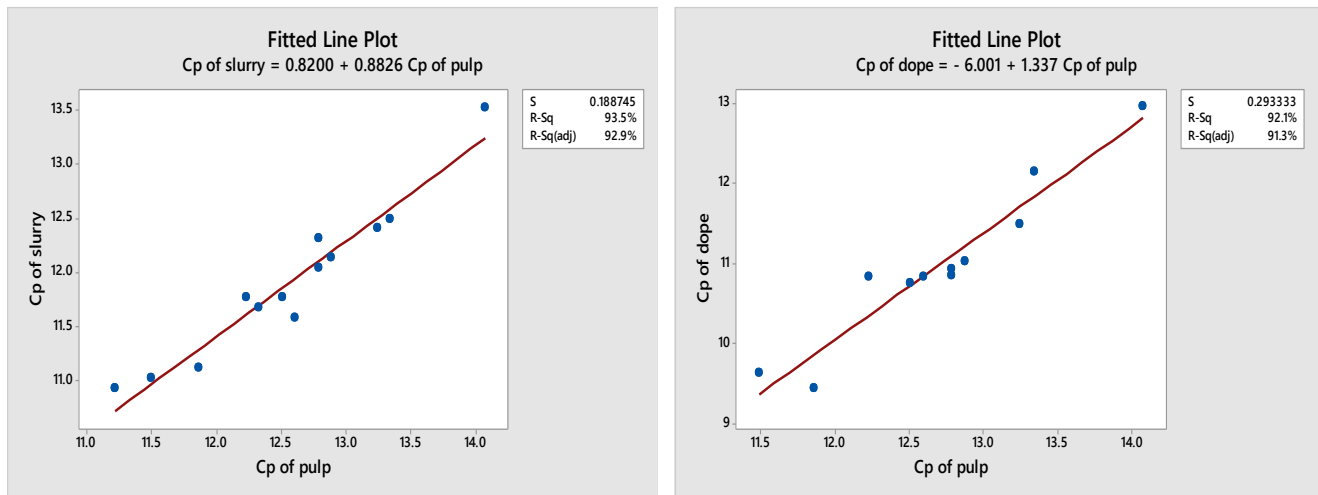 Fitted Line Plot
Cp of slurry = 0.8200 + 0.8826 Cp of pulp
S 0.188745
R-Sq 93.5%
R-Sq(adj) 92.9%
Cp of slurry
13.5
13.0
12.5
12.0
11.5
11.0
11.0 11.5 12.0 12.5 13.0 13.5 14.0
Cp of pulp
Fitted Line Plot
Cp of dope = - 6.001 + 1.337 Cp of pulp
S 0.293333
R-Sq 92.1%
R-Sq(adj) 91.3%
Cp of dope
13
12
11
10
9
11.5 12.0 12.5 13.0 13.5 14.0
Cp of pulp